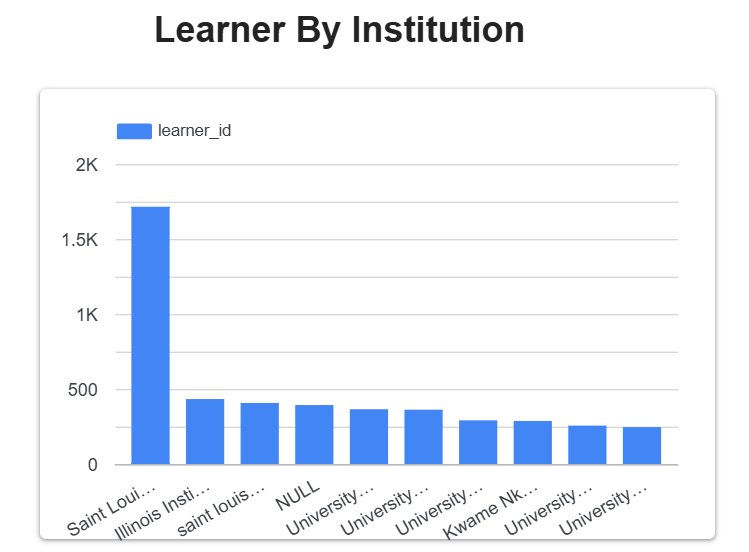 Learner By Institution
learner_id
2K
1.5K
1K
500
0
Saint Loui…
Illinois Insti…
saint louis…
NULL
University…
University…
University…
Kwame Nk…
University…
University…